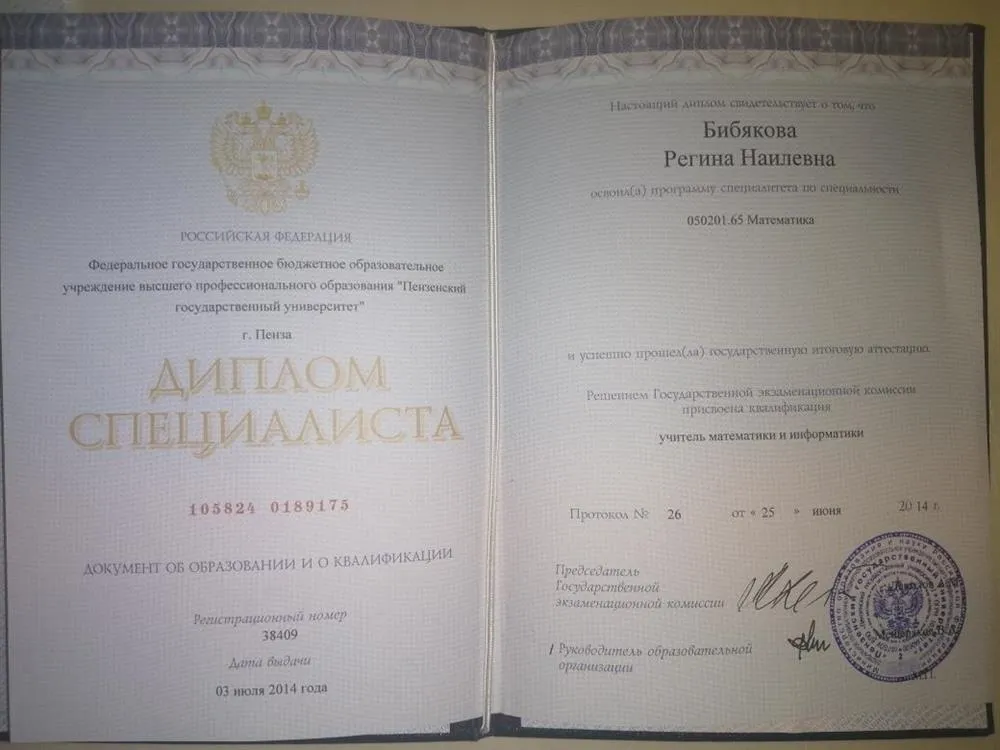 РОССИЙСКАЯ ФЕДЕРАЦИЯ
Федеральное государственное бюджетное образовательное
учреждение высшего профессионального образования "Пензенский
государственный университет"
г. Пенза
ДИПЛОМ
СПЕЦИАЛИСТА
105824 0189175
ДОКУМЕНТ ОБ ОБРАЗОВАНИИ И О КВАЛИФИКАЦИИ
Регистрационный номер
38409
Дата выдачи
03 июля 2014 года
Настоящий диплом свидетельствует о том, что
Бибякова
Регина Наилевна
освоил(а) программу специалитета по специальности
050201.65 Математика
и успешно прошел(ла) государственную итоговую аттестацию
Решением Государственной экзаменационной комиссии
присвоена квалификация
учитель математики и информатики
Протокол № 26 от « 25 » июня 2014 г.
Председатель
Государственной
экзаменационной комиссии
/ Руководитель образовательной
организации
М.П.